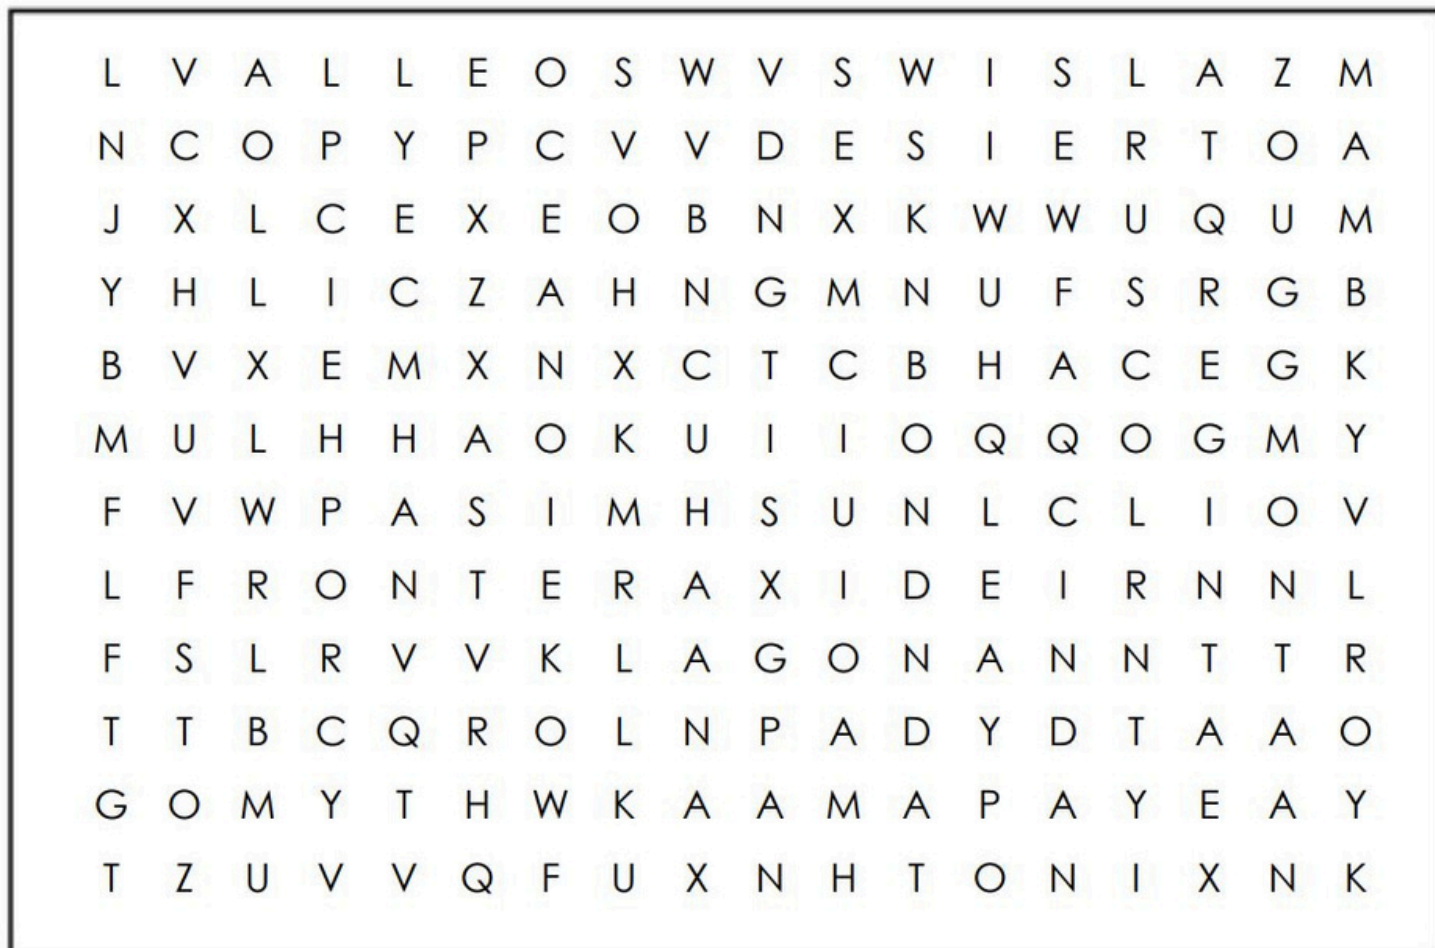 L V A L L E O S W V S W I S L A Z M
N C O P Y P C V V D E S I E R T O A
J X L C E X E O B N X K W W U Q U M
Y H L I C Z A H N G M N U F S R G B
B V X E M X N X C T C B H A C E G K
M U L H H A O K U I I O Q Q O G M Y
F V W P A S I M H S U N L C L I O V
L F R O N T E R A X I D E I R N N L
F S L R V V K L A G O N A N N T T R
T T B C Q R O L N P A D Y D T A A O
G O M Y T H W K A A M A P A Y E A Y
T Z U V V Q F U X N H T O N I X N K